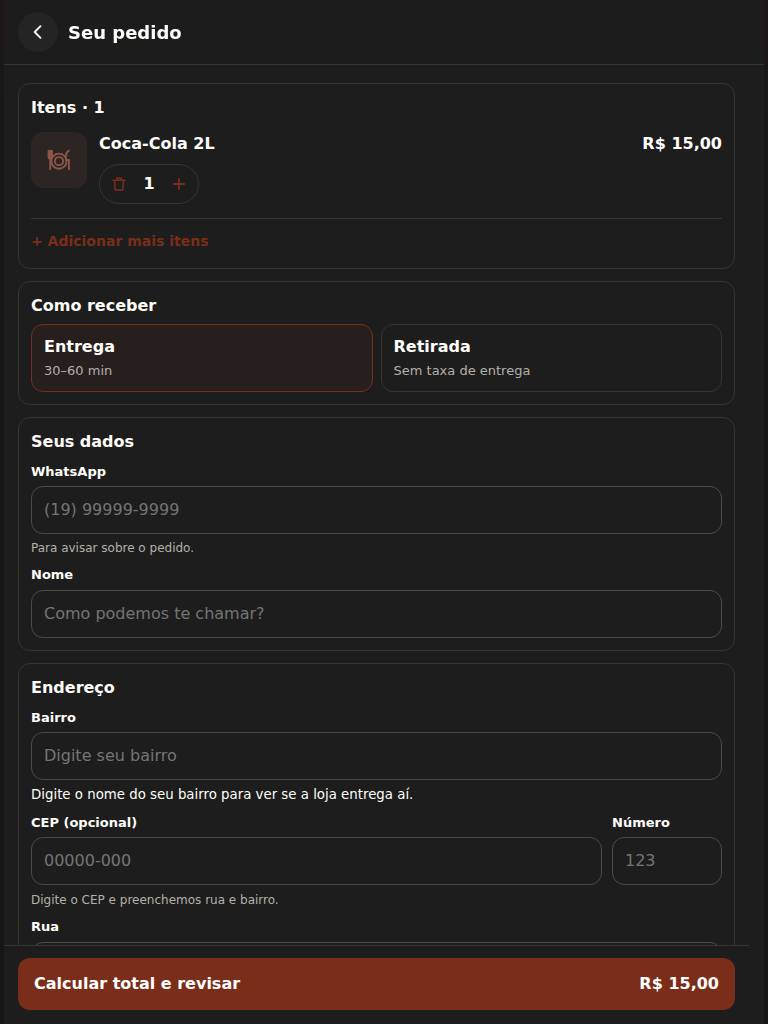 Seu pedido
Itens · 1
Coca-Cola 2L
R$ 15,00
1
+ Adicionar mais itens
Como receber
Entrega
30–60 min
Retirada
Sem taxa de entrega
Seus dados
WhatsApp
(19) 99999-9999
Para avisar sobre o pedido.
Nome
Como podemos te chamar?
Endereço
Bairro
Digite seu bairro
Digite o nome do seu bairro para ver se a loja entrega aí.
CEP (opcional)
Número
00000-000
123
Digite o CEP e preenchemos rua e bairro.
Rua
Calcular total e revisar
R$ 15,00